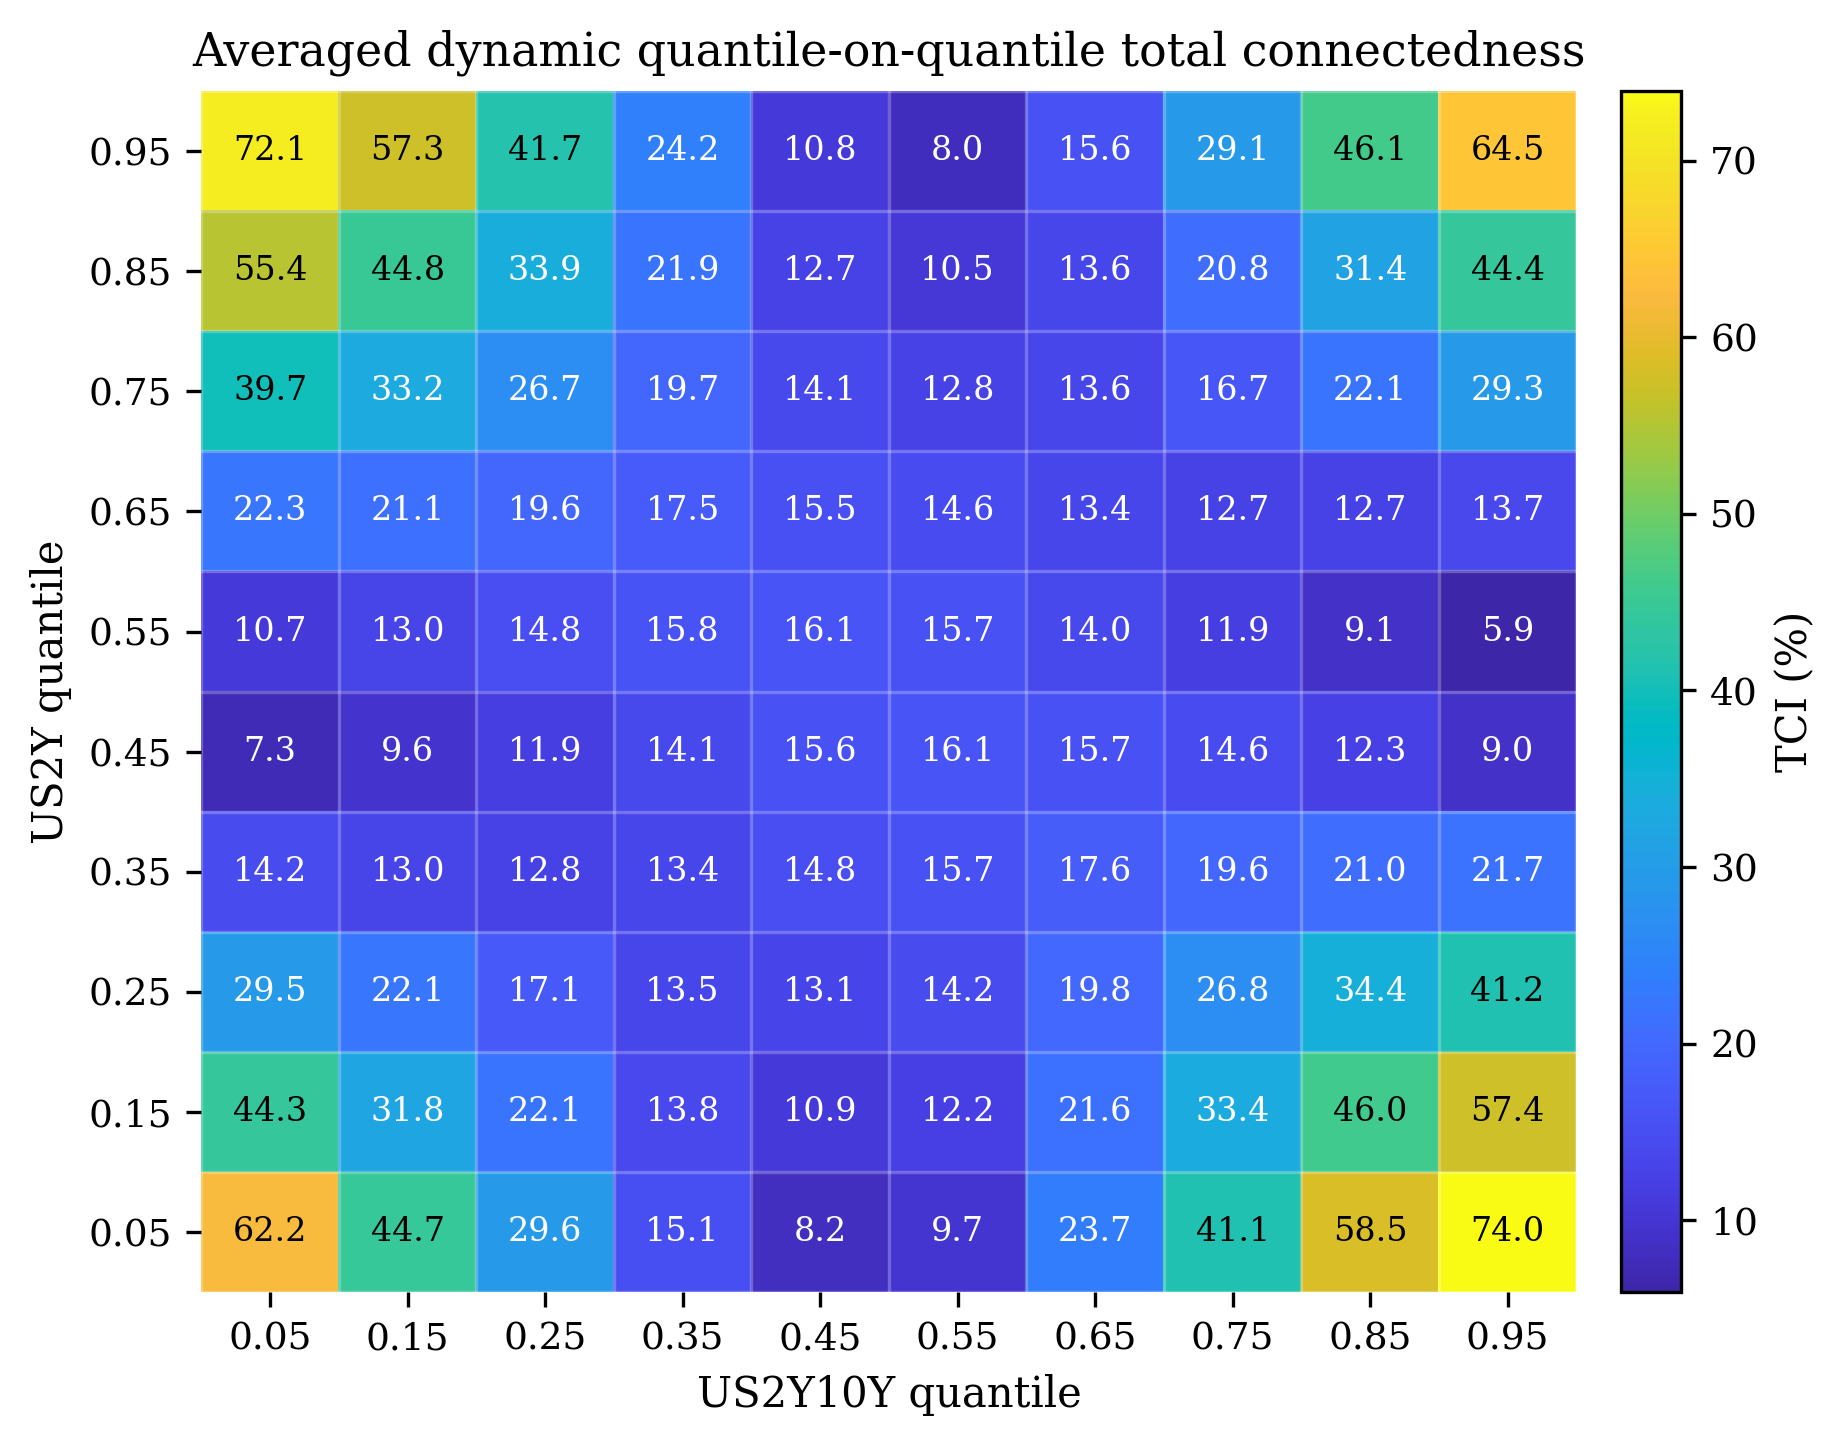 Averaged dynamic quantile-on-quantile total connectedness
0.95 72.1 57.3 41.7 24.2 10.8 8.0 15.6 29.1 46.1 64.5
0.85 55.4 44.8 33.9 21.9 12.7 10.5 13.6 20.8 31.4 44.4
0.75 39.7 33.2 26.7 19.7 14.1 12.8 13.6 16.7 22.1 29.3
0.65 22.3 21.1 19.6 17.5 15.5 14.6 13.4 12.7 12.7 13.7
0.55 10.7 13.0 14.8 15.8 16.1 15.7 14.0 11.9 9.1 5.9
0.45 7.3 9.6 11.9 14.1 15.6 16.1 15.7 14.6 12.3 9.0
0.35 14.2 13.0 12.8 13.4 14.8 15.7 17.6 19.6 21.0 21.7
0.25 29.5 22.1 17.1 13.5 13.1 14.2 19.8 26.8 34.4 41.2
0.15 44.3 31.8 22.1 13.8 10.9 12.2 21.6 33.4 46.0 57.4
0.05 62.2 44.7 29.6 15.1 8.2 9.7 23.7 41.1 58.5 74.0
0.05 0.15 0.25 0.35 0.45 0.55 0.65 0.75 0.85 0.95
US2Y10Y quantile
US2Y quantile
70
60
50
40
30
20
10
TCI (%)